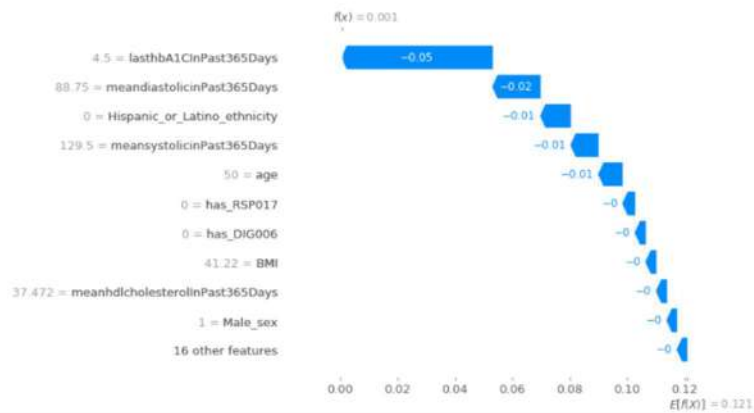 f(x) = 0.001
4.5 = lasthbA1CInPast365Days
−0.05
88.75 = meandiastolicinPast365Days
−0.02
0 = Hispanic_or_Latino_ethnicity
−0.01
129.5 = meansystolicinPast365Days
−0.01
50 = age
−0.01
0 = has_RSP017
−0
0 = has_DIG006
−0
41.22 = BMI
−0
37.472 = meanhdlcholesterolInPast365Days
−0
1 = Male_sex
−0
16 other features
−0
0.00 0.02 0.04 0.06 0.08 0.10 0.12
E[f(X)] = 0.121